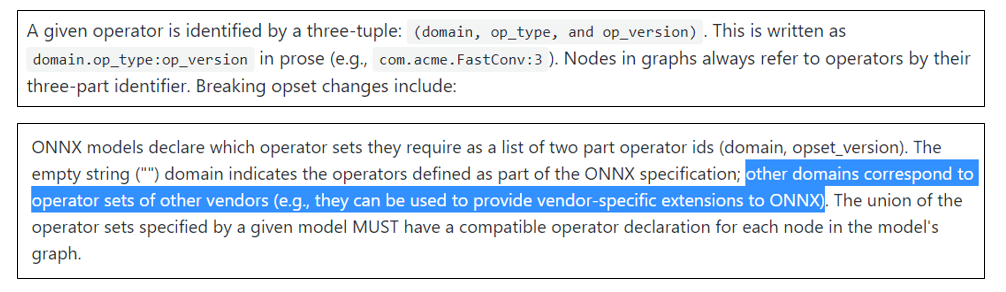 A given operator is identified by a three-tuple: (domain, op_type, and op_version). This is written as
domain.op_type:op_version in prose (e.g., com.acme.FastConv:3). Nodes in graphs always refer to operators by their
three-part identifier. Breaking opset changes include:
ONNX models declare which operator sets they require as a list of two part operator ids (domain, opset_version). The
empty string ("") domain indicates the operators defined as part of the ONNX specification; other domains correspond to
operator sets of other vendors (e.g., they can be used to provide vendor-specific extensions to ONNX). The union of the
operator sets specified by a given model MUST have a compatible operator declaration for each node in the model's
graph.